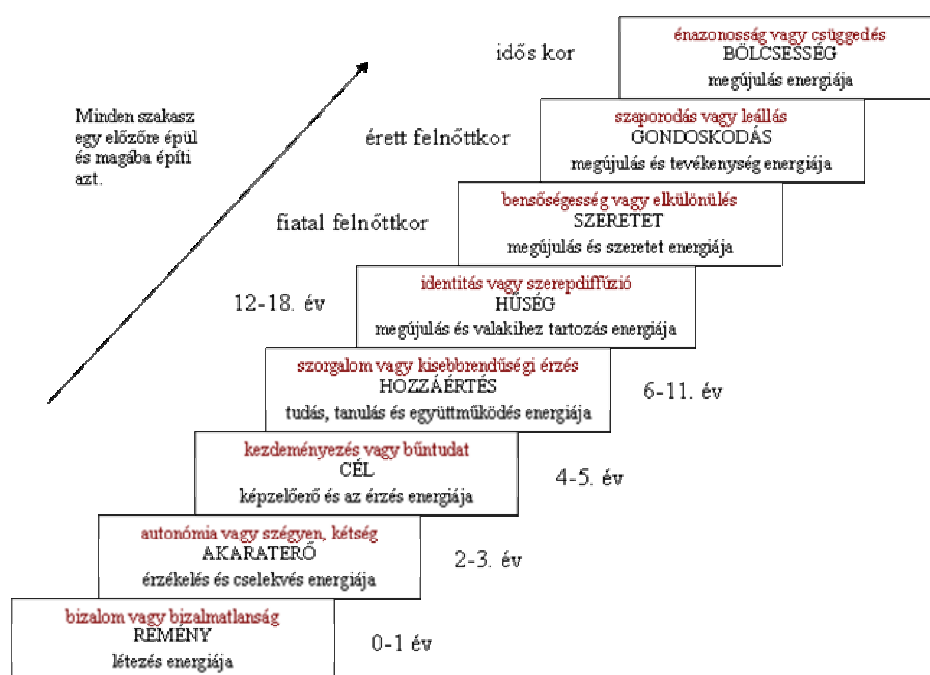 idős kor
énazonosság vagy csüggedés
BÖLCSESSÉG
megújulás energiája
Minden szakasz
egy előzőre épül
és magába építi
azt.
érett felnőttkor
szaporodás vagy leállás
GONDOSKODÁS
megújulás és tevékenység energiája
fiatal felnőttkor
bensőségesség vagy elkülönülés
SZERETET
megújulás és szeretet energiája
12-18. év
identitás vagy szerepdiffúzió
HŰSÉG
megújulás és valakihez tartozás energiája
szorgalom vagy kisebbrendűségi érzés
HOZZÁÉRTÉS
tudás, tanulás és együttműködés energiája
6-11. év
kezdeményezés vagy bűntudat
CÉL
képzelőerő és az érzés energiája
4-5. év
autonómia vagy szégyen, kétség
AKARATERŐ
érzékelés és cselekvés energiája
2-3. év
bizalom vagy bizalmatlanság
REMÉNY
létezés energiája
0-1 év